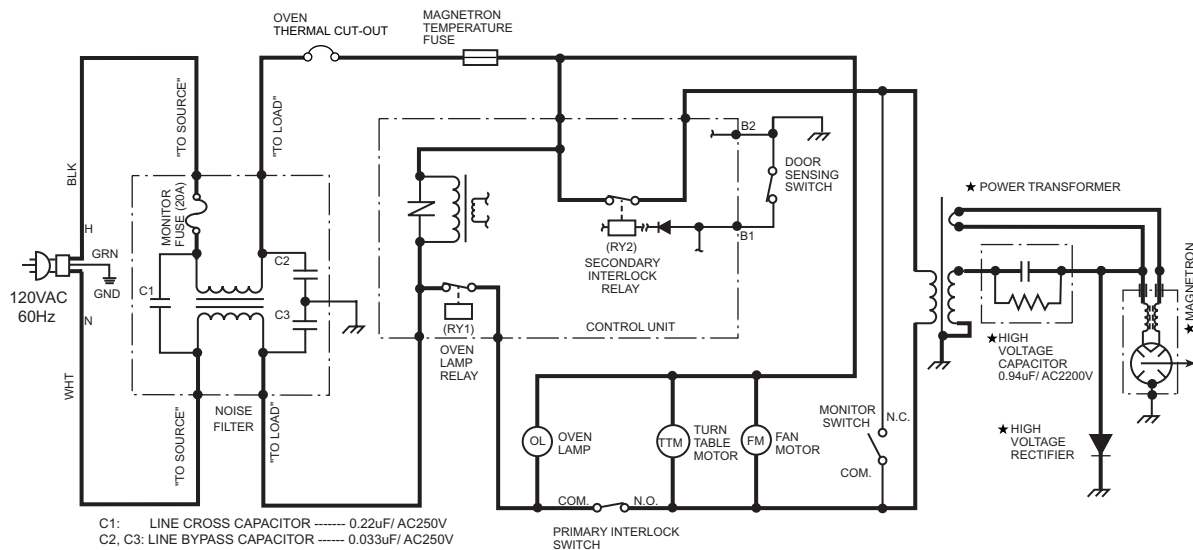 OVEN
THERMAL CUT-OUT
MAGNETRON
TEMPERATURE
FUSE
"TO SOURCE"
"TO LOAD"
BLK
H
MONITOR
FUSE (20A)
GRN
GND
120VAC
60Hz
N
WHT
C1
C2
C3
"TO SOURCE"
"TO LOAD"
NOISE
FILTER
B2
B1
DOOR
SENSING
SWITCH
(RY2)
SECONDARY
INTERLOCK
RELAY
(RY1)
CONTROL UNIT
OVEN
LAMP
RELAY
★ POWER TRANSFORMER
★ HIGH
VOLTAGE
CAPACITOR
0.94uF/ AC2200V
★ MAGNETRON
★ HIGH
VOLTAGE
RECTIFIER
OL
OVEN
LAMP
TTM
TURN
TABLE
MOTOR
FM
FAN
MOTOR
MONITOR
SWITCH
N.C.
COM.
COM.
N.O.
PRIMARY INTERLOCK
SWITCH
C1: LINE CROSS CAPACITOR ------- 0.22uF/ AC250V
C2, C3: LINE BYPASS CAPACITOR ------ 0.033uF/ AC250V